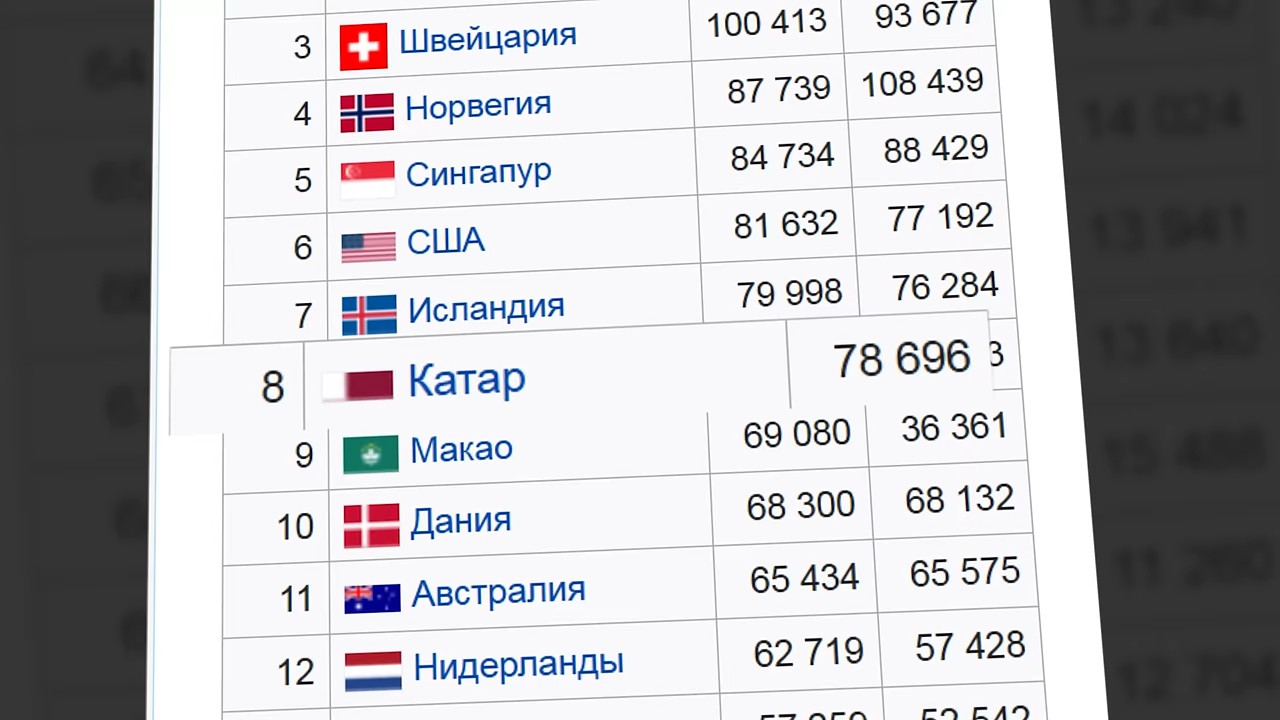 3 Швейцария 100 413 93 677
4 Норвегия 87 739 108 439
5 Сингапур 84 734 88 429
6 США 81 632 77 192
7 Исландия 79 998 76 284
8 Катар 78 696 3
9 Макао 69 080 36 361
10 Дания 68 300 68 132
11 Австралия 65 434 65 575
12 Нидерланды 62 719 57 428